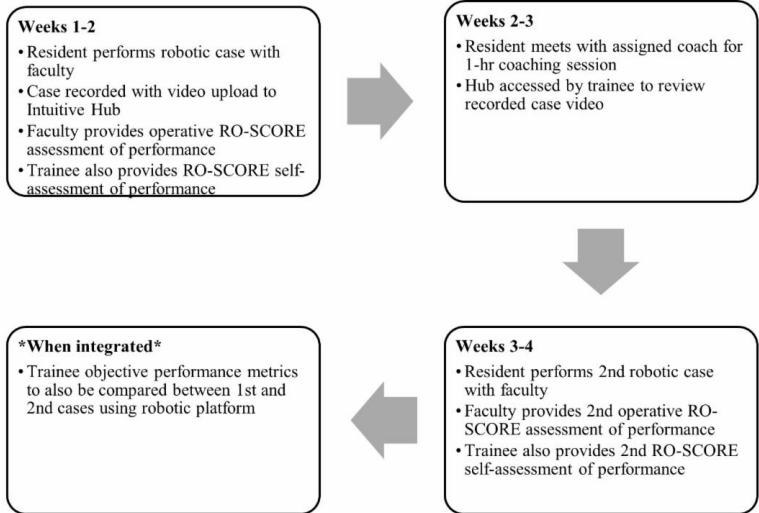 Weeks 1-2
• Resident performs robotic case with
faculty
• Case recorded with video upload to
Intuitive Hub
• Faculty provides operative RO-SCORE
assessment of performance
• Trainee also provides RO-SCORE self-
assessment of performance
Weeks 2-3
• Resident meets with assigned coach for
1-hr coaching session
• Hub accessed by trainee to review
recorded case video
Weeks 3-4
• Resident performs 2nd robotic case
with faculty
• Faculty provides 2nd operative RO-
SCORE assessment of performance
• Trainee also provides 2nd RO-SCORE
self-assessment of performance
*When integrated*
• Trainee objective performance metrics
to also be compared between 1st and
2nd cases using robotic platform